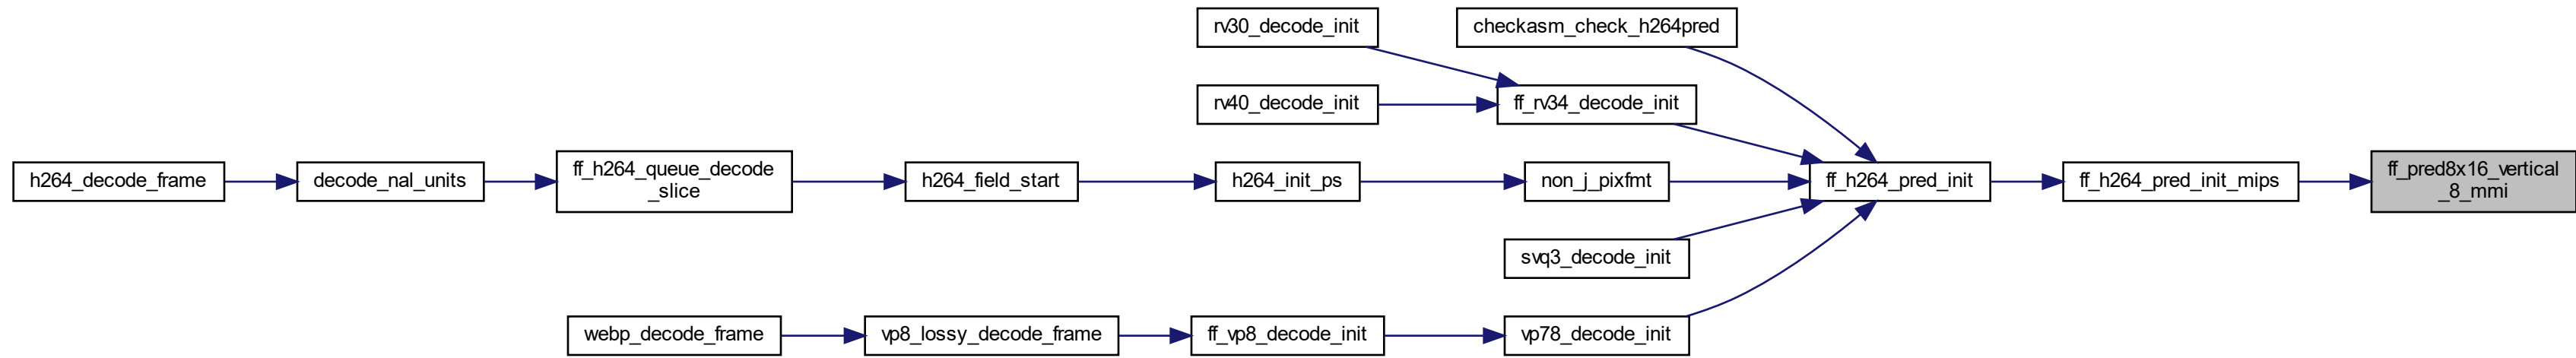 rv30_decode_init
checkasm_check_h264pred
rv40_decode_init
ff_rv34_decode_init
h264_decode_frame
decode_nal_units
ff_h264_queue_decode
_slice
h264_field_start
h264_init_ps
non_j_pixfmt
ff_h264_pred_init
ff_h264_pred_init_mips
ff_pred8x16_vertical
_8_mmi
svq3_decode_init
webp_decode_frame
vp8_lossy_decode_frame
ff_vp8_decode_init
vp78_decode_init